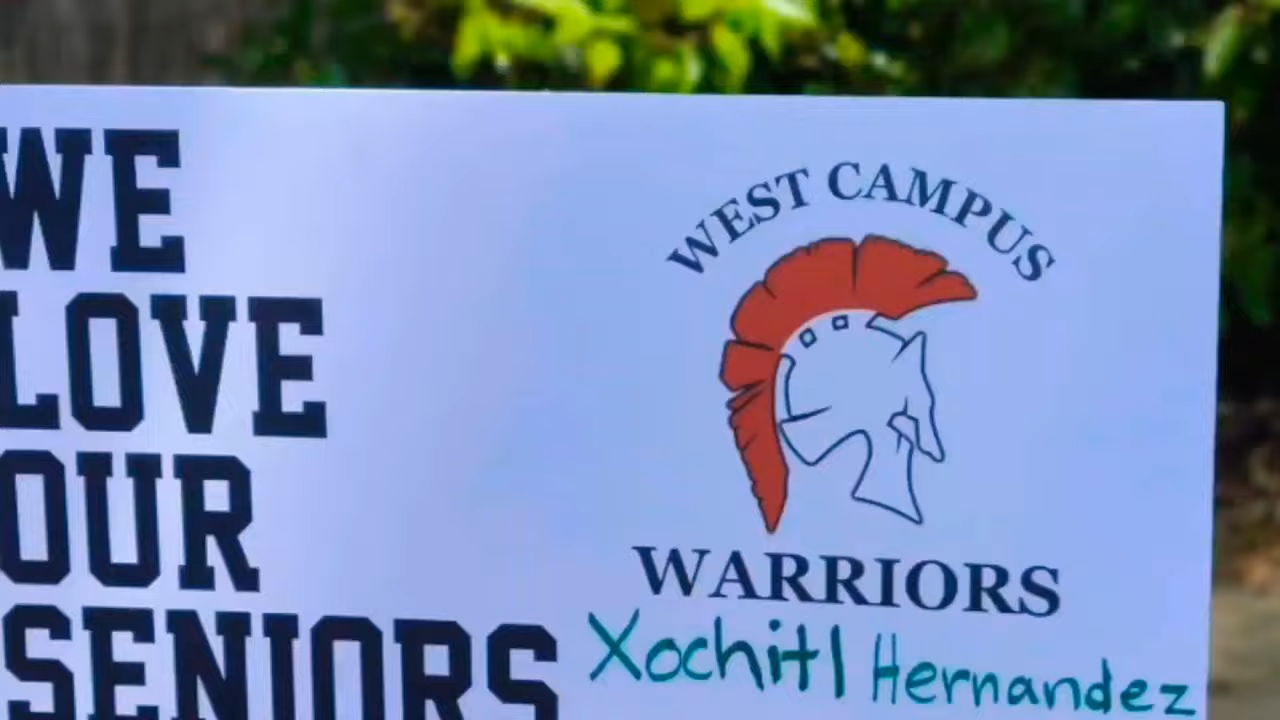 WE
LOVE
OUR
SENIORS
WEST CAMPUS
WARRIORS
Xochitl Hernandez